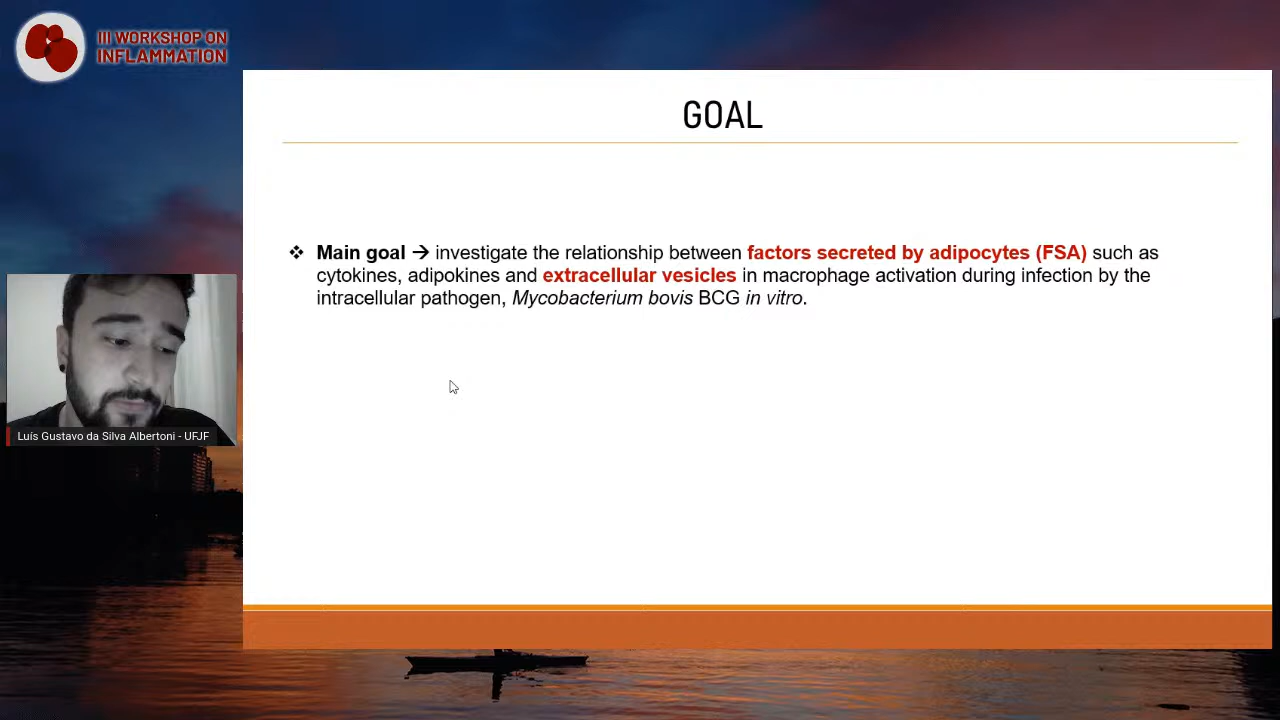 III WORKSHOP ON
INFLAMMATION
GOAL
❖ Main goal → investigate the relationship between factors secreted by adipocytes (FSA) such as
cytokines, adipokines and extracellular vesicles in macrophage activation during infection by the
intracellular pathogen, Mycobacterium bovis BCG in vitro.
Luís Gustavo da Silva Albertoni - UFJF